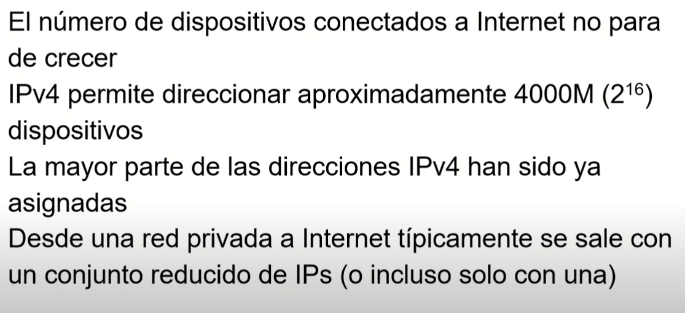 El número de dispositivos conectados a Internet no para
de crecer
IPv4 permite direccionar aproximadamente 4000M (2¹⁶)
dispositivos
La mayor parte de las direcciones IPv4 han sido ya
asignadas
Desde una red privada a Internet típicamente se sale con
un conjunto reducido de IPs (o incluso solo con una)